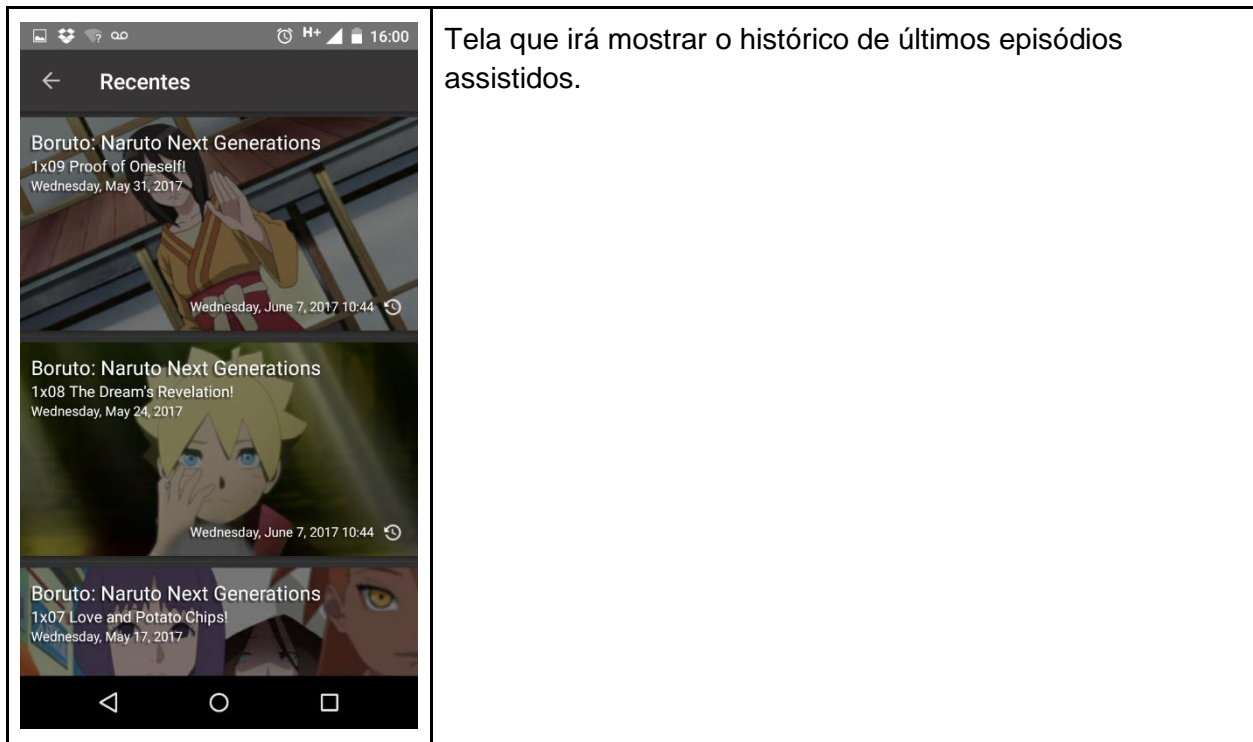 H+ 16:00
Recentes
Boruto: Naruto Next Generations
1x09 Proof of Oneself!
Wednesday, May 31, 2017
Wednesday, June 7, 2017 10:44
Boruto: Naruto Next Generations
1x08 The Dream's Revelation!
Wednesday, May 24, 2017
Wednesday, June 7, 2017 10:44
Boruto: Naruto Next Generations
1x07 Love and Potato Chips!
Wednesday, May 17, 2017
Tela que irá mostrar o histórico de últimos episódios
assistidos.